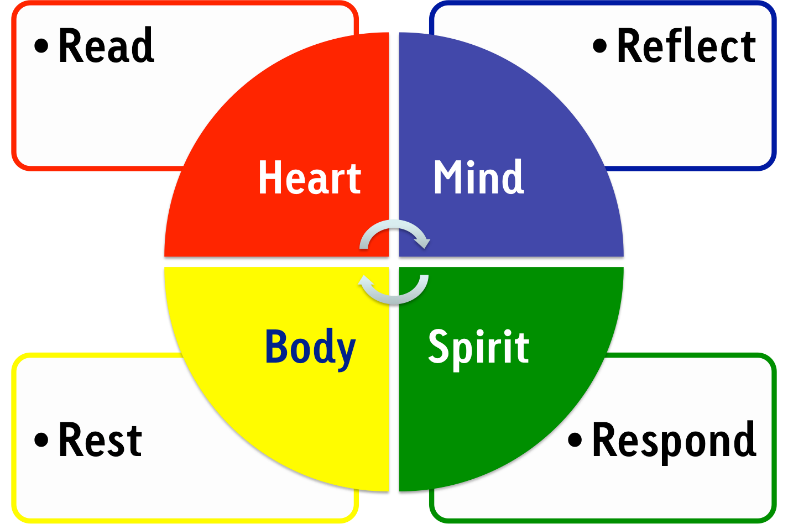 • Read
• Reflect
Heart
Mind
Body
Spirit
• Rest
• Respond